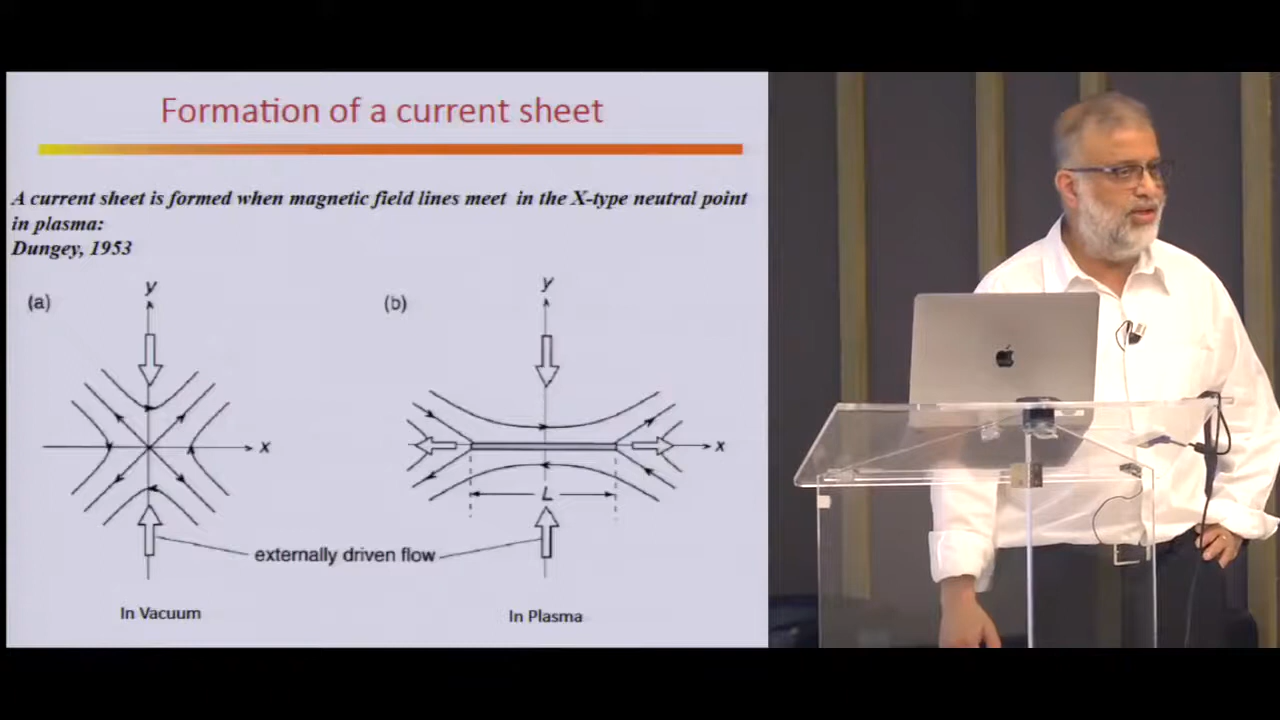 Formation of a current sheet
A current sheet is formed when magnetic field lines meet in the X-type neutral point
in plasma:
Dungey, 1953
(a)
y
x
(b)
y
x
L
externally driven flow
In Vacuum
In Plasma